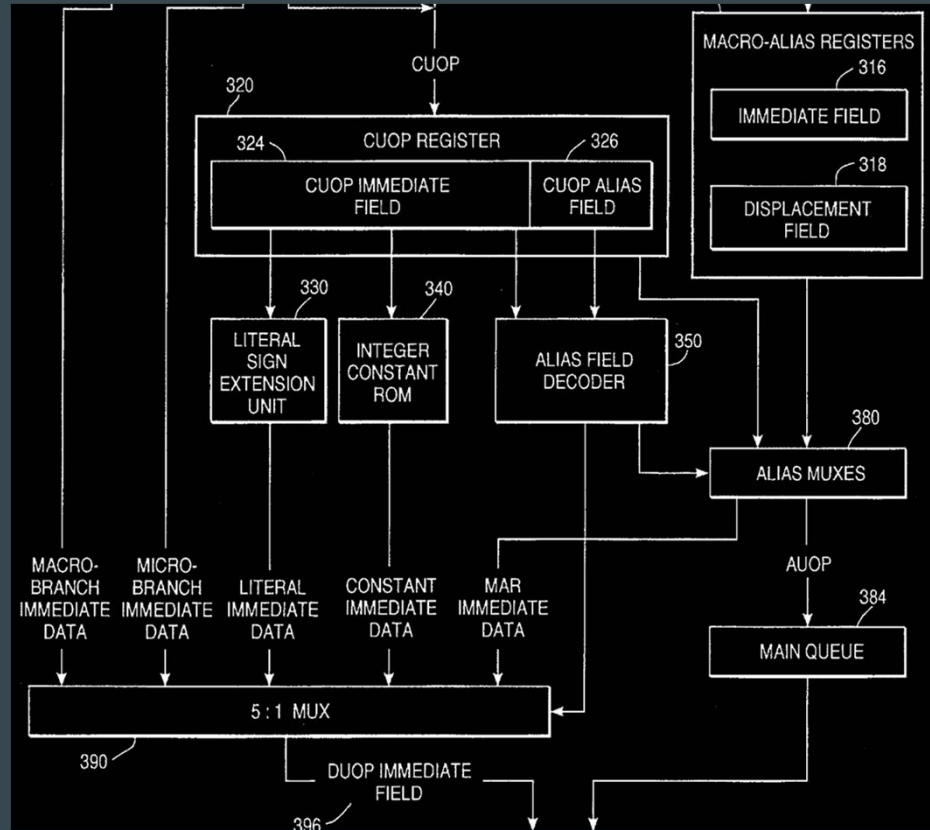 MACRO-ALIAS REGISTERS
316
IMMEDIATE FIELD
318
DISPLACEMENT
FIELD
CUOP
320
CUOP REGISTER
324
326
CUOP IMMEDIATE
FIELD
CUOP ALIAS
FIELD
330
LITERAL
SIGN
EXTENSION
UNIT
340
INTEGER
CONSTANT
ROM
350
ALIAS FIELD
DECODER
380
ALIAS MUXES
MACRO-
BRANCH
IMMEDIATE
DATA
MICRO-
BRANCH
IMMEDIATE
DATA
LITERAL
IMMEDIATE
DATA
CONSTANT
IMMEDIATE
DATA
MAR
IMMEDIATE
DATA
AUOP
384
MAIN QUEUE
5 : 1 MUX
390
DUOP IMMEDIATE
FIELD
396